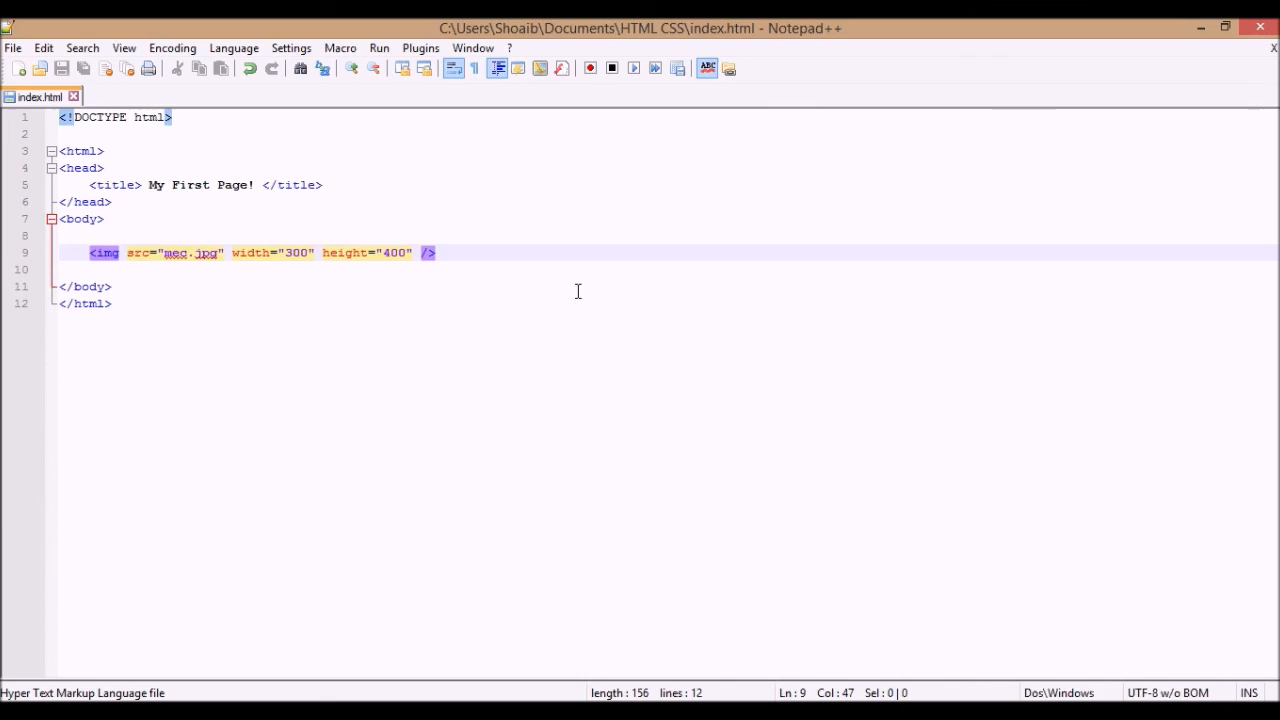 C:\Users\Shoaib\Documents\HTML CSS\index.html - Notepad++
File Edit Search View Encoding Language Settings Macro Run Plugins Window ? X
ABC
index.html
1 <!DOCTYPE html>
2
3 <html>
4 <head>
5 <title> My First Page! </title>
6 </head>
7 <body>
8
9 <img src="mec.jpg" width="300" height="400" />
10
11 </body>
12 </html>
Hyper Text Markup Language file length : 156 lines : 12 Ln : 9 Col : 47 Sel : 0 | 0 Dos\Windows UTF-8 w/o BOM INS